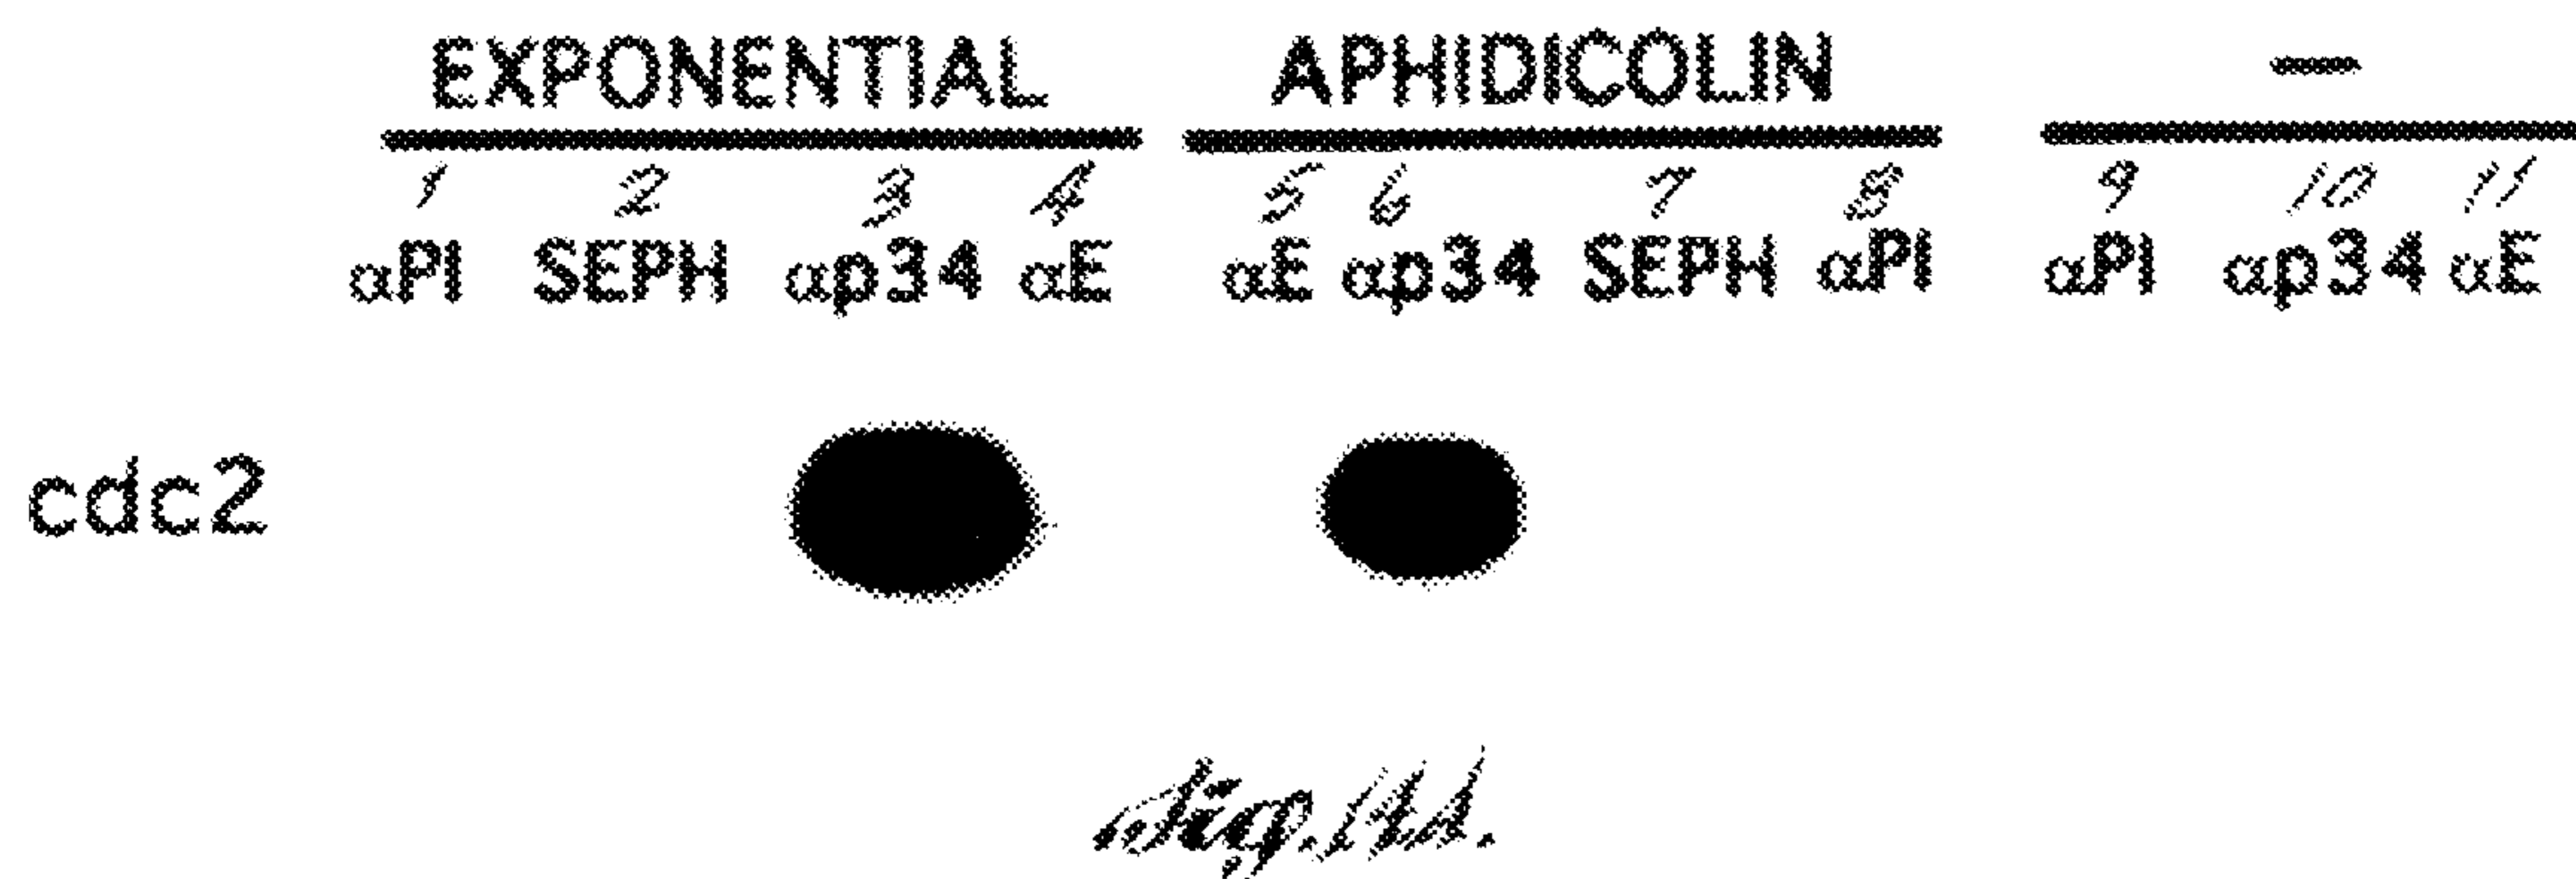 EXPONENTIAL APHIDICOLIN —
1 2 3 4 5 6 7 8 9 10 11
αPI SEPH αp34 αE αE αp34 SEPH αPI αPI αp34 αE
cdc2
Fig.